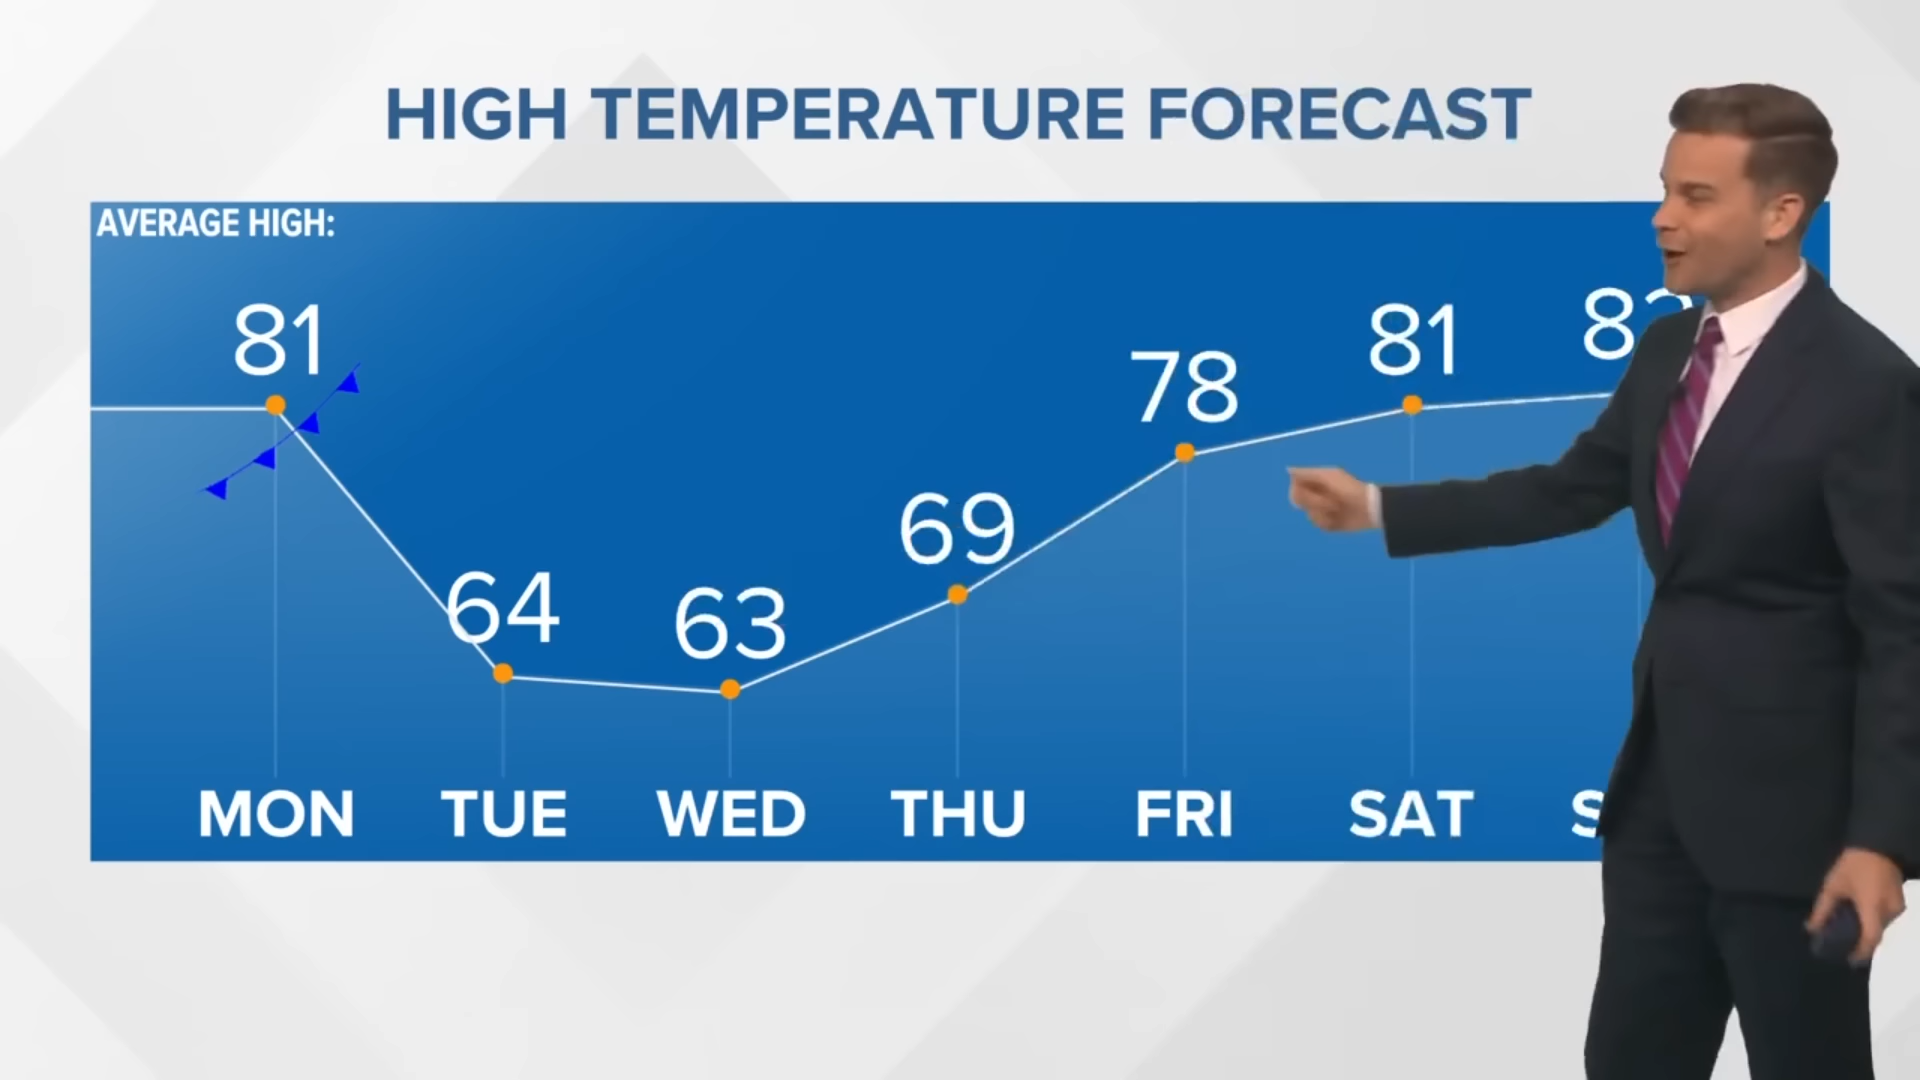 HIGH TEMPERATURE FORECAST
AVERAGE HIGH:
81 64 63 69 78 81
MON TUE WED THU FRI SAT